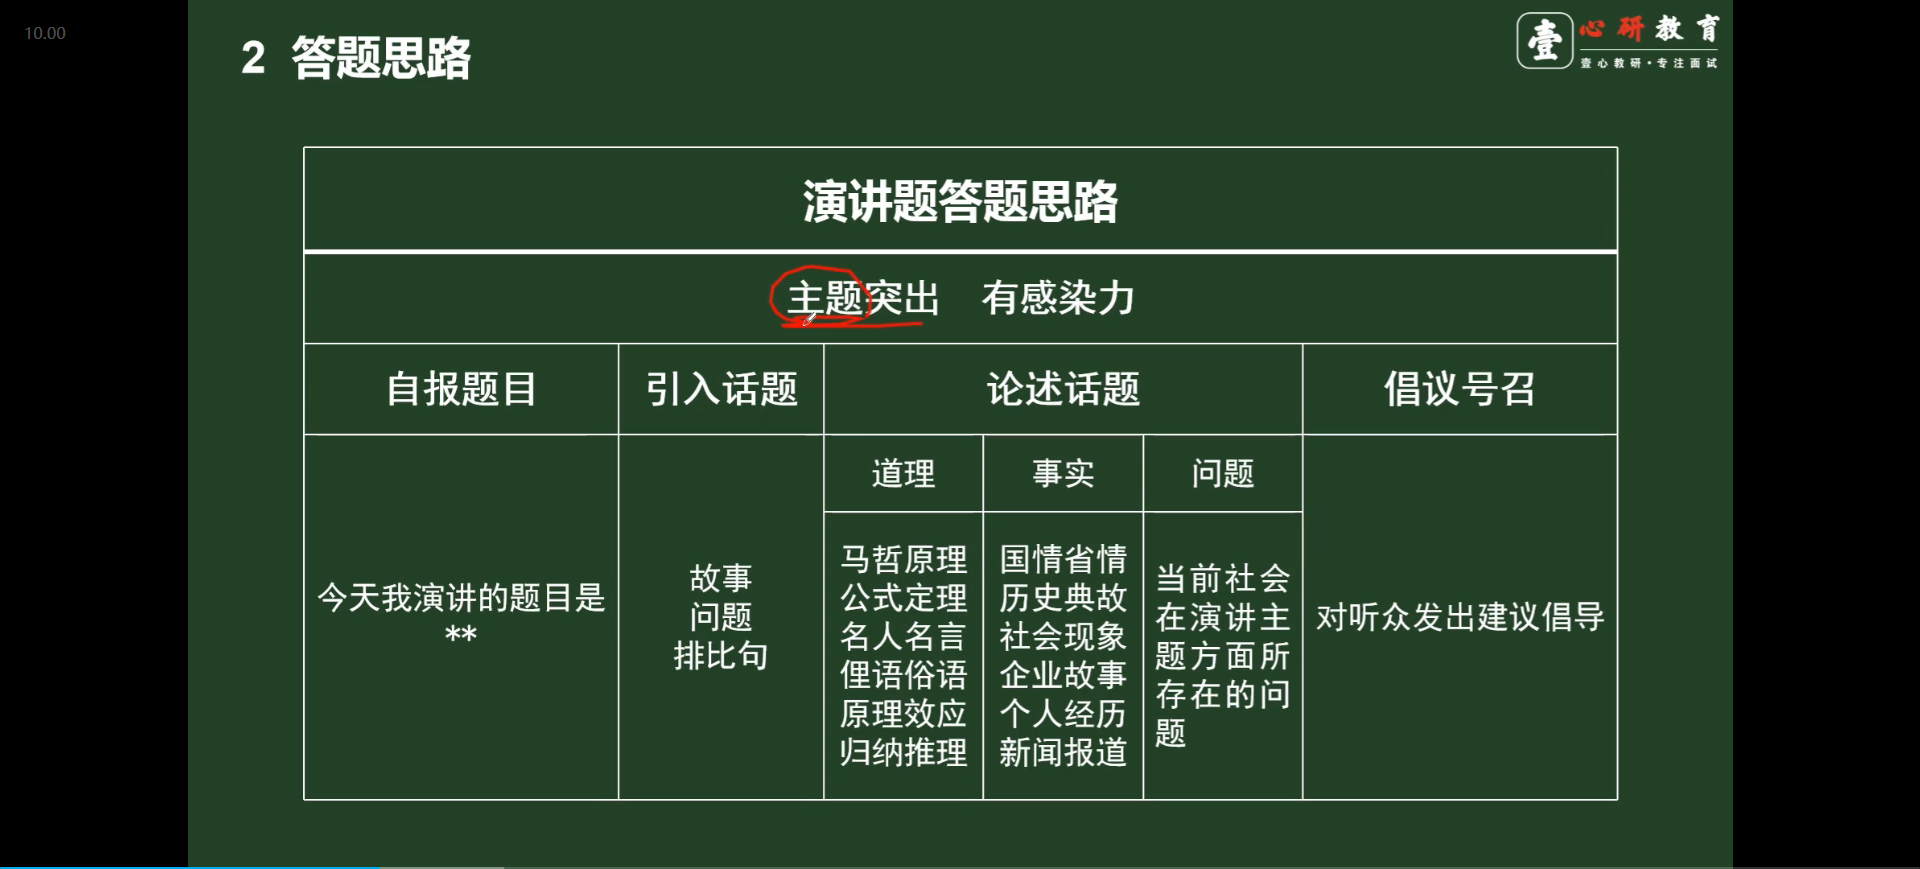 10.00
2 答题思路
壹
心研教育
壹心教研·专注面试
演讲题答题思路
主题突出 有感染力
自报题目 引入话题 论述话题 倡议号召
道理 事实 问题
今天我演讲的题目是
**
故事
问题
排比句
马哲原理
公式定理
名人名言
俚语俗语
原理效应
归纳推理
国情省情
历史典故
社会现象
企业故事
个人经历
新闻报道
当前社会
在演讲主
题方面所
存在的问
题
对听众发出建议倡导